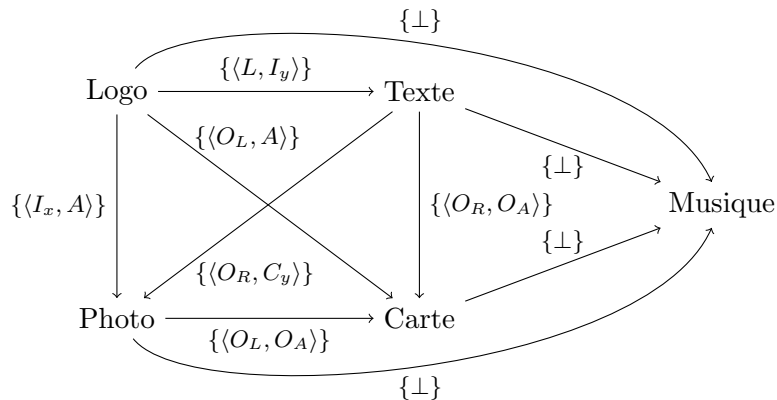 {⊥}
{⟨L, I_y⟩}
Logo
Texte
{⟨O_L, A⟩}
{⊥}
{⟨I_x, A⟩}
{⟨O_R, O_A⟩}
Musique
{⊥}
{⟨O_R, C_y⟩}
Photo
Carte
{⟨O_L, O_A⟩}
{⊥}